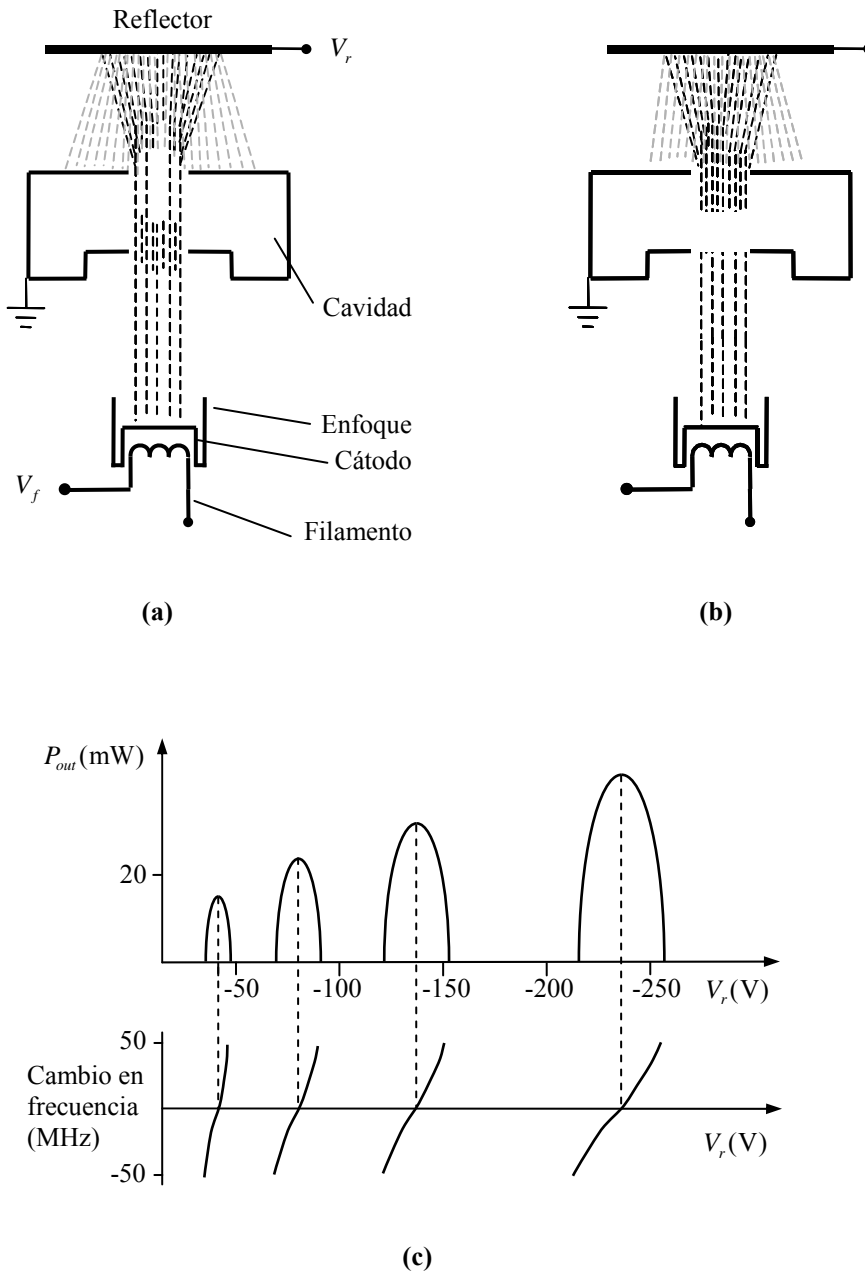 Reflector
V_r
Cavidad
Enfoque
Cátodo
V_f
Filamento
(a)
(b)
P_out (mW)
20
-50 -100 -150 -200 -250 V_r (V)
50
Cambio en
frecuencia
(MHz)
V_r (V)
-50
(c)